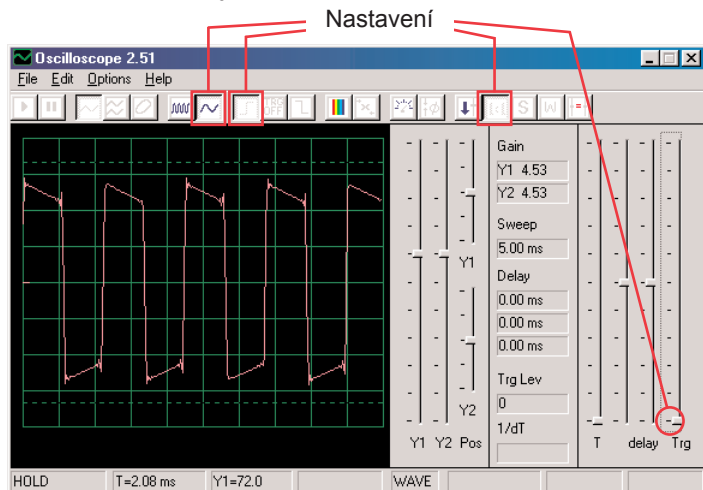 Nastavení
Oscilloscope 2.51
File Edit Options Help
TRG
OFF
S
Gain
Y1 4.53
Y2 4.53
Sweep
5.00 ms
Y1
Delay
0.00 ms
0.00 ms
0.00 ms
Trg Lev
0
Y2
1/dT
Y1 Y2 Pos
T delay Trg
HOLD T=2.08 ms Y1=72.0 WAVE